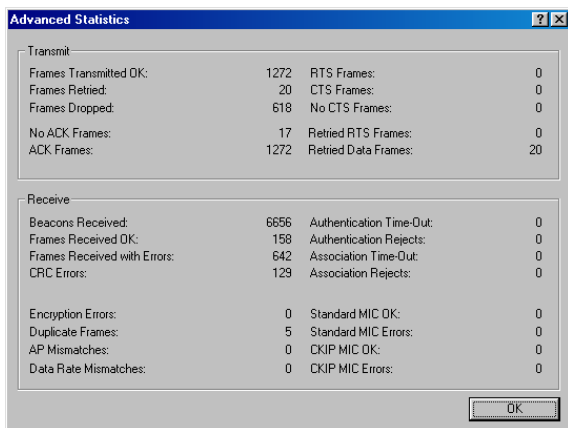 Advanced Statistics ? X
Transmit
Frames Transmitted OK: 1272 RTS Frames: 0
Frames Retried: 20 CTS Frames: 0
Frames Dropped: 618 No CTS Frames: 0
No ACK Frames: 17 Retried RTS Frames: 0
ACK Frames: 1272 Retried Data Frames: 20
Receive
Beacons Received: 6656 Authentication Time-Out: 0
Frames Received OK: 158 Authentication Rejects: 0
Frames Received with Errors: 642 Association Time-Out: 0
CRC Errors: 129 Association Rejects: 0
Encryption Errors: 0 Standard MIC OK: 0
Duplicate Frames: 5 Standard MIC Errors: 0
AP Mismatches: 0 CKIP MIC OK: 0
Data Rate Mismatches: 0 CKIP MIC Errors: 0
OK